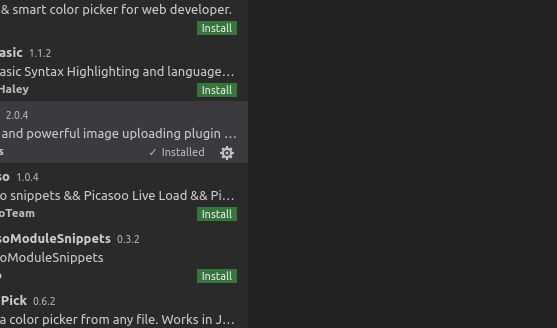 & smart color picker for web developer.
Install
asic 1.1.2
asic Syntax Highlighting and language…
Haley
Install
2.0.4
and powerful image uploading plugin …
s
✓ Installed
so 1.0.4
o snippets && Picasoo Live Load && Pi…
oTeam
Install
soModuleSnippets 0.3.2
oModuleSnippets
Install
Pick 0.6.2
a color picker from any file. Works in J…